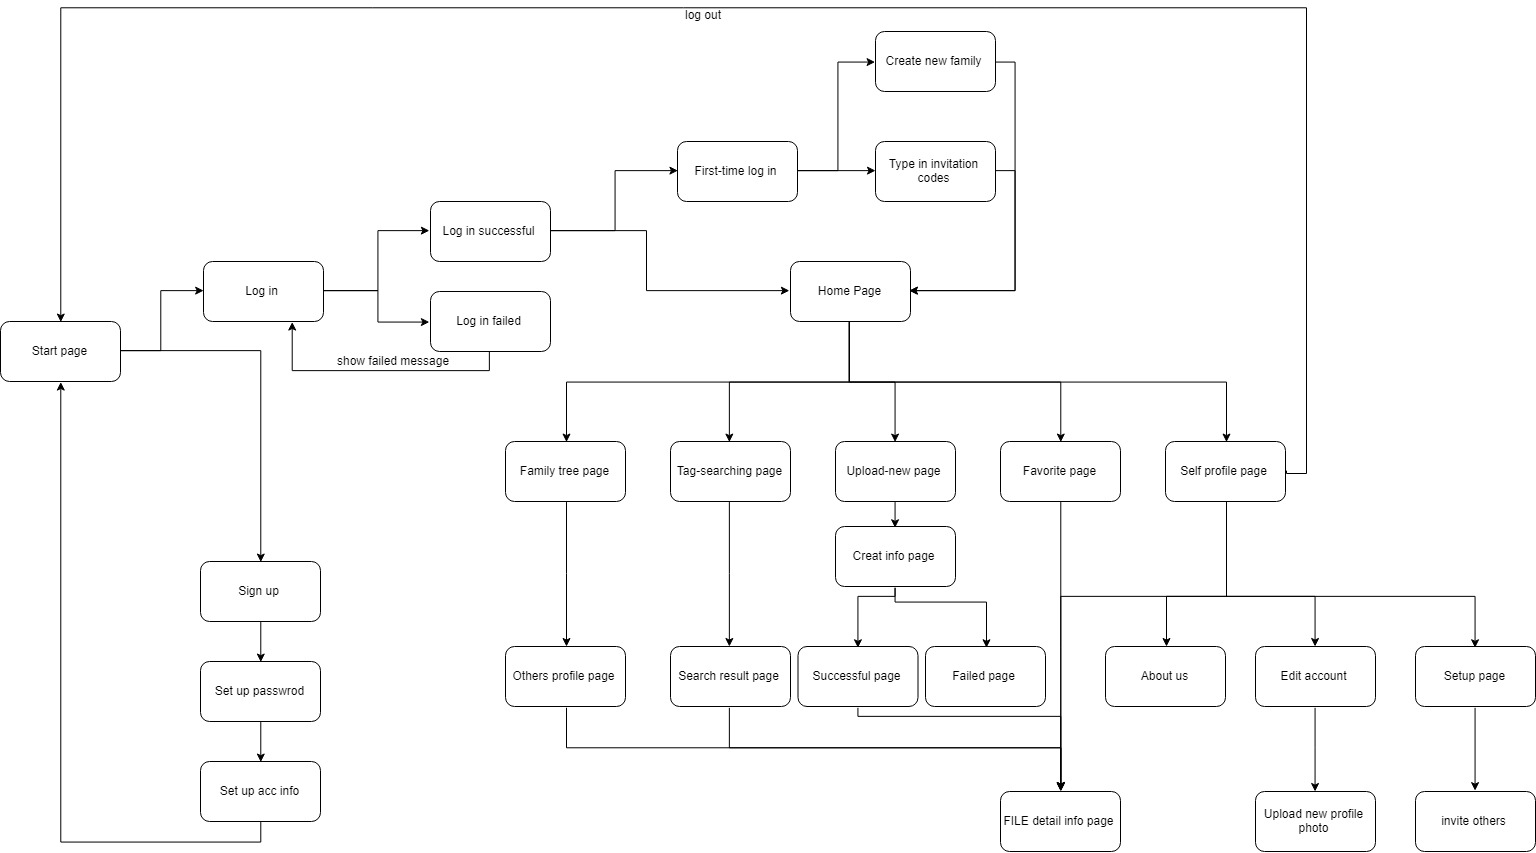 log out
Create new family
First-time log in
Type in invitation
codes
Log in successful
Log in
Home Page
Log in failed
Start page
show failed message
Family tree page
Tag-searching page
Upload-new page
Favorite page
Self profile page
Creat info page
Sign up
Others profile page
Search result page
Successful page
Failed page
About us
Edit account
Setup page
Set up passwrod
Set up acc info
FILE detail info page
Upload new profile
photo
invite others